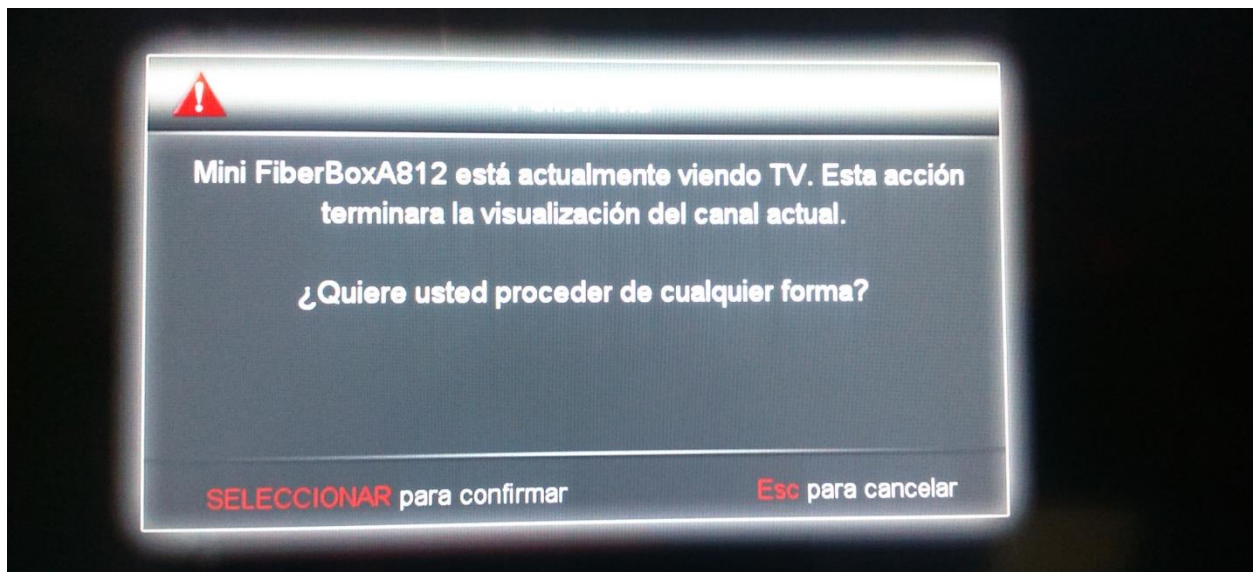 Mini FiberBoxA812 está actualmente viendo TV. Esta acción
terminara la visualización del canal actual.
¿Quiere usted proceder de cualquier forma?
SELECCIONAR para confirmar
Esc para cancelar